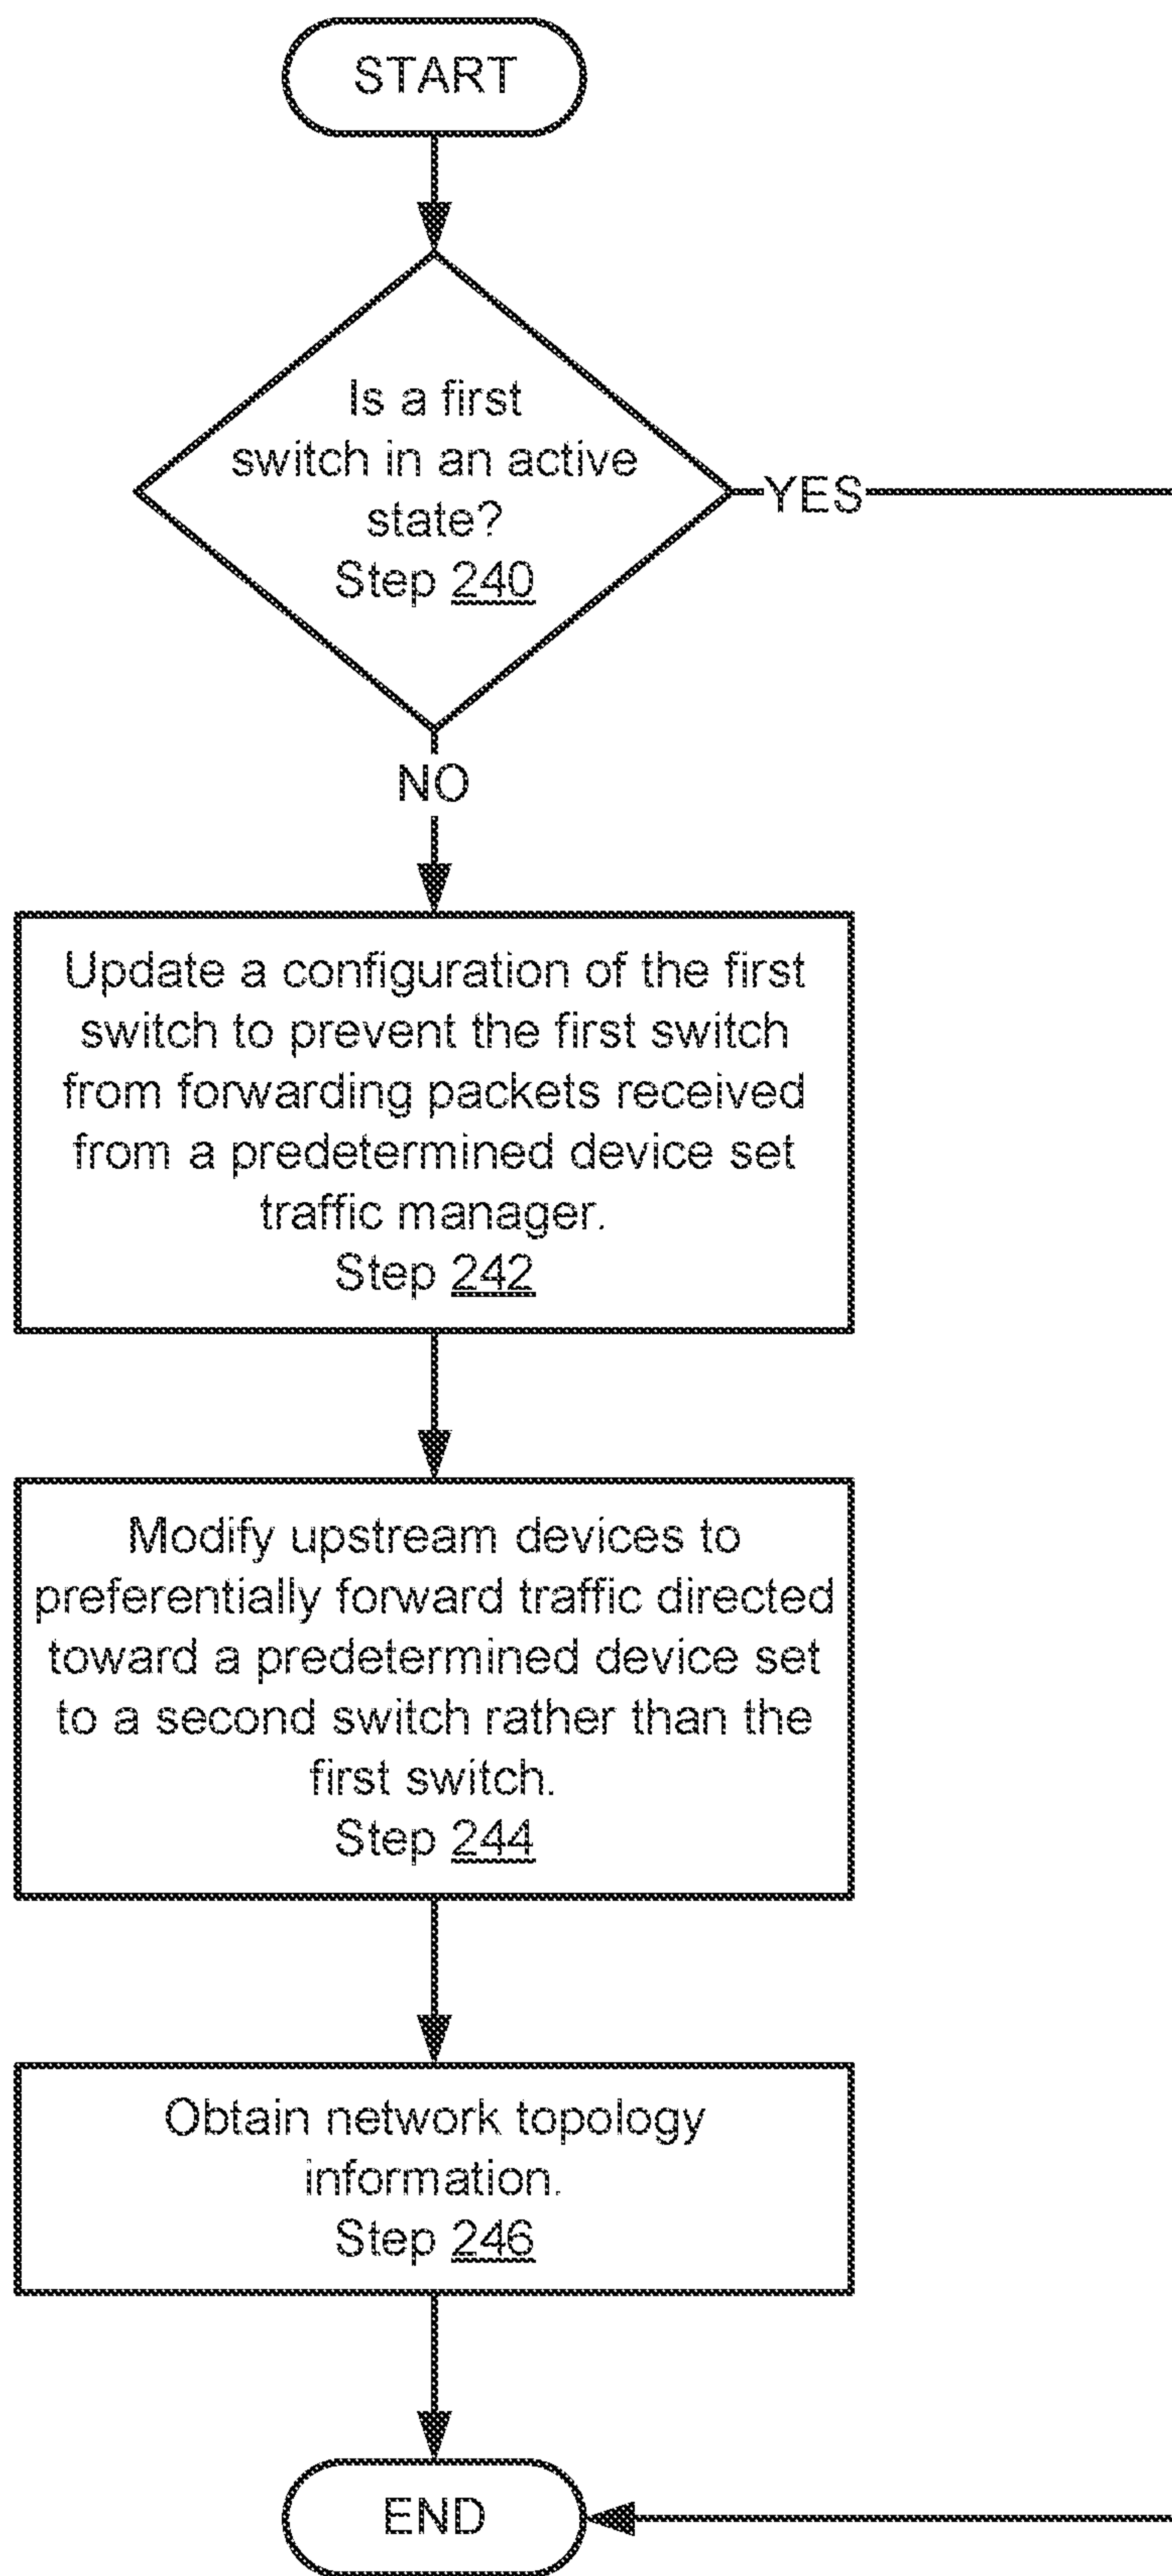 START
Is a first
switch in an active
state?
Step 240
YES
NO
Update a configuration of the first
switch to prevent the first switch
from forwarding packets received
from a predetermined device set
traffic manager.
Step 242
Modify upstream devices to
preferentially forward traffic directed
toward a predetermined device set
to a second switch rather than the
first switch.
Step 244
Obtain network topology
information.
Step 246
END